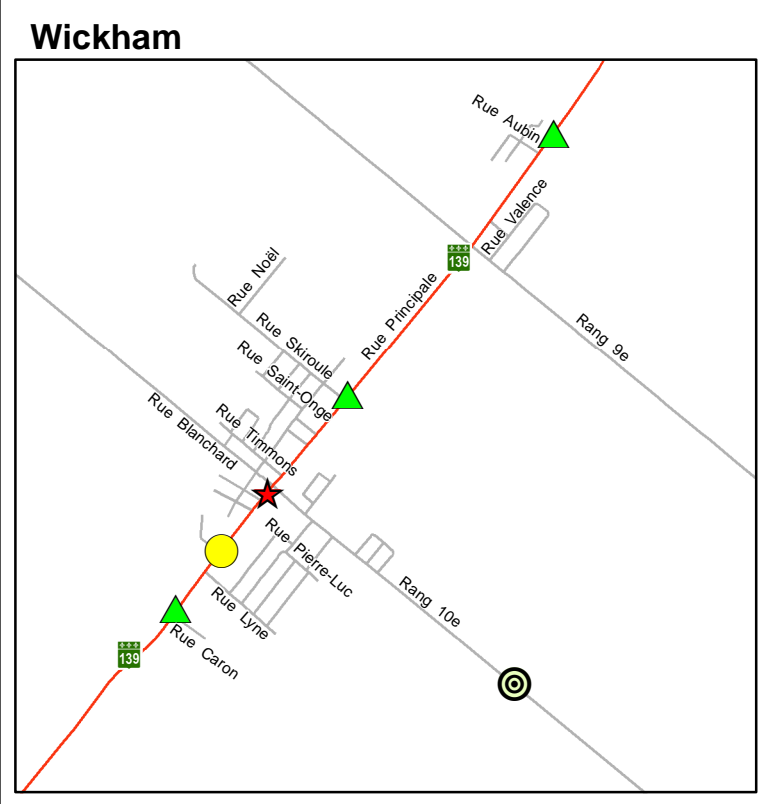 Wickham
Rue Aubin
Rue Valence
139
Rue Noël
Rue Principale
Rue Skiroule
Rang 9e
Rue Saint-Onge
Rue Blanchard
Rue Timmons
Rue Pierre-Luc
Rang 10e
Rue Lyne
Rue Caron
139